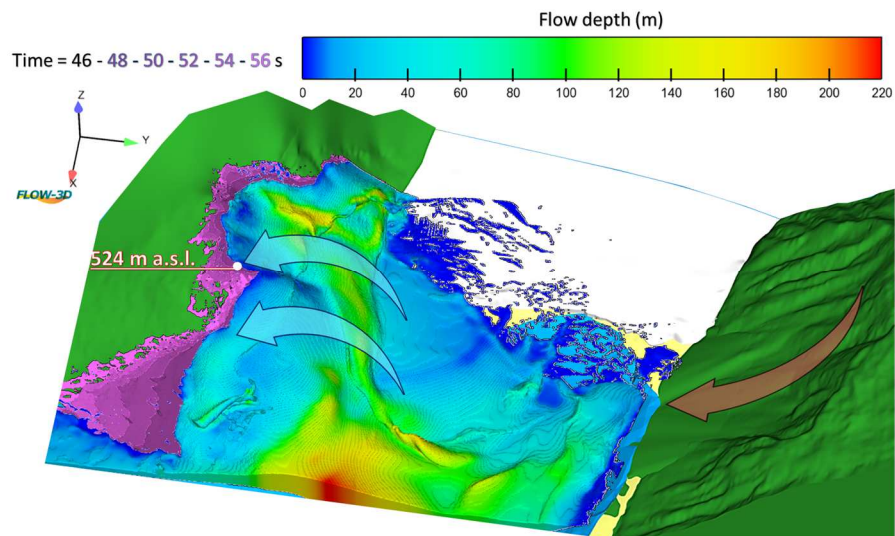 Flow depth (m)
Time = 46 - 48 - 50 - 52 - 54 - 56 s
0 20 40 60 80 100 120 140 160 180 200 220
Z
Y
X
FLOW-3D
524 m a.s.l.